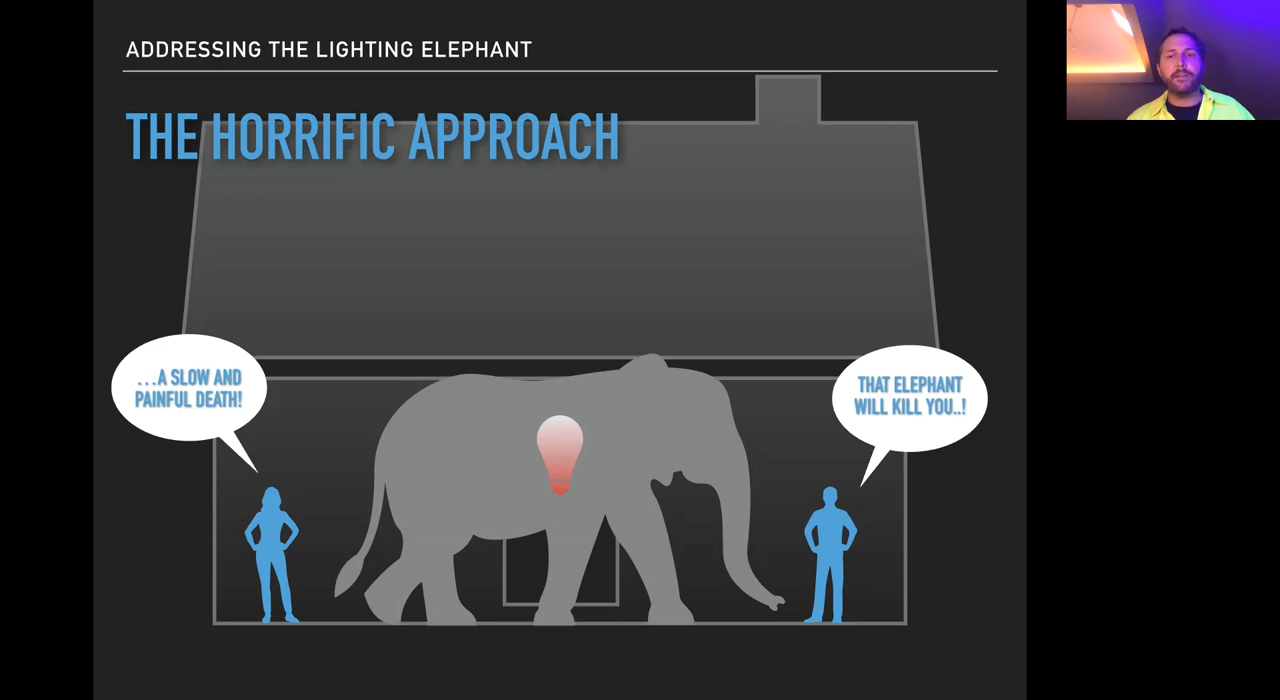 ADDRESSING THE LIGHTING ELEPHANT
THE HORRIFIC APPROACH
...A SLOW AND
PAINFUL DEATH!
THAT ELEPHANT
WILL KILL YOU..!